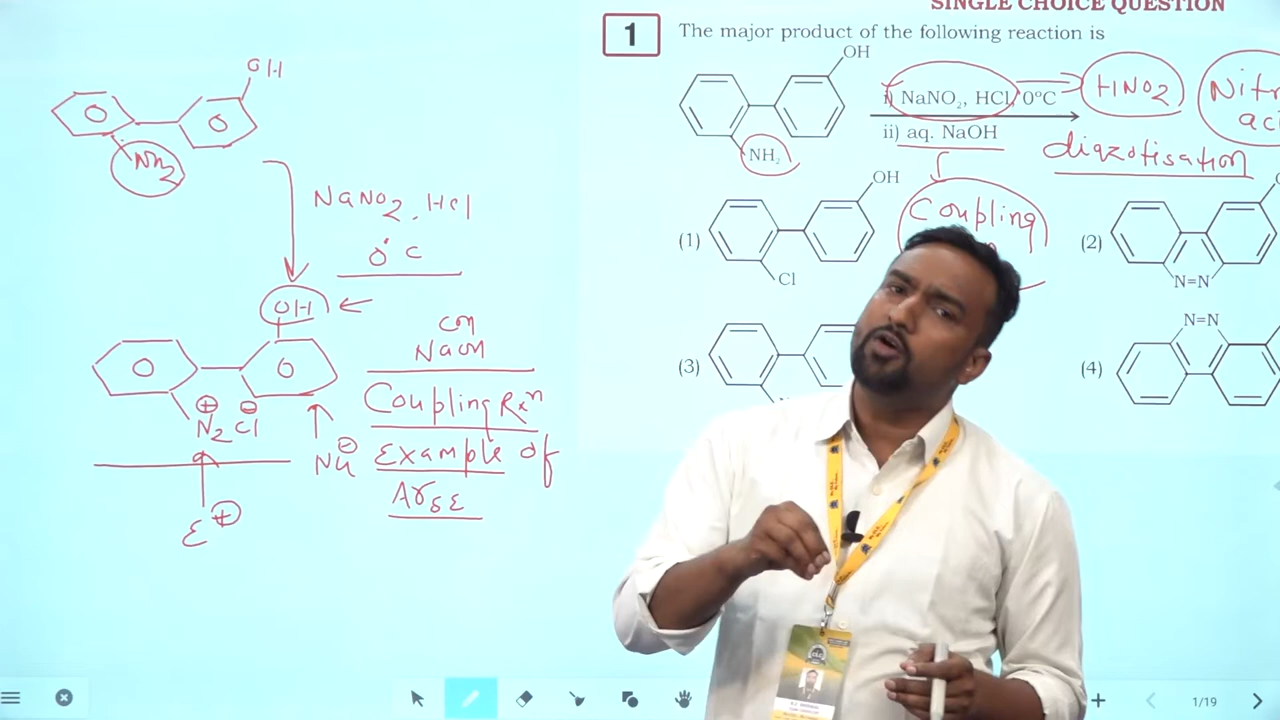 SINGLE CHOICE QUESTION
1
The major product of the following reaction is
OH
NH₂
i) NaNO₂, HCl, 0°C
ii) aq. NaOH
HNO2
diazotisation
Coupling
(1)
OH
Cl
(2)
N=N
(3)
(4)
N=N
OH
NH2
NaNO2, HCl
0°C
OH
N2 Cl
⊕ ⊖
E⊕
Nu⊖
NaOH
Coupling Rxn
Example of
ArSE
1/19